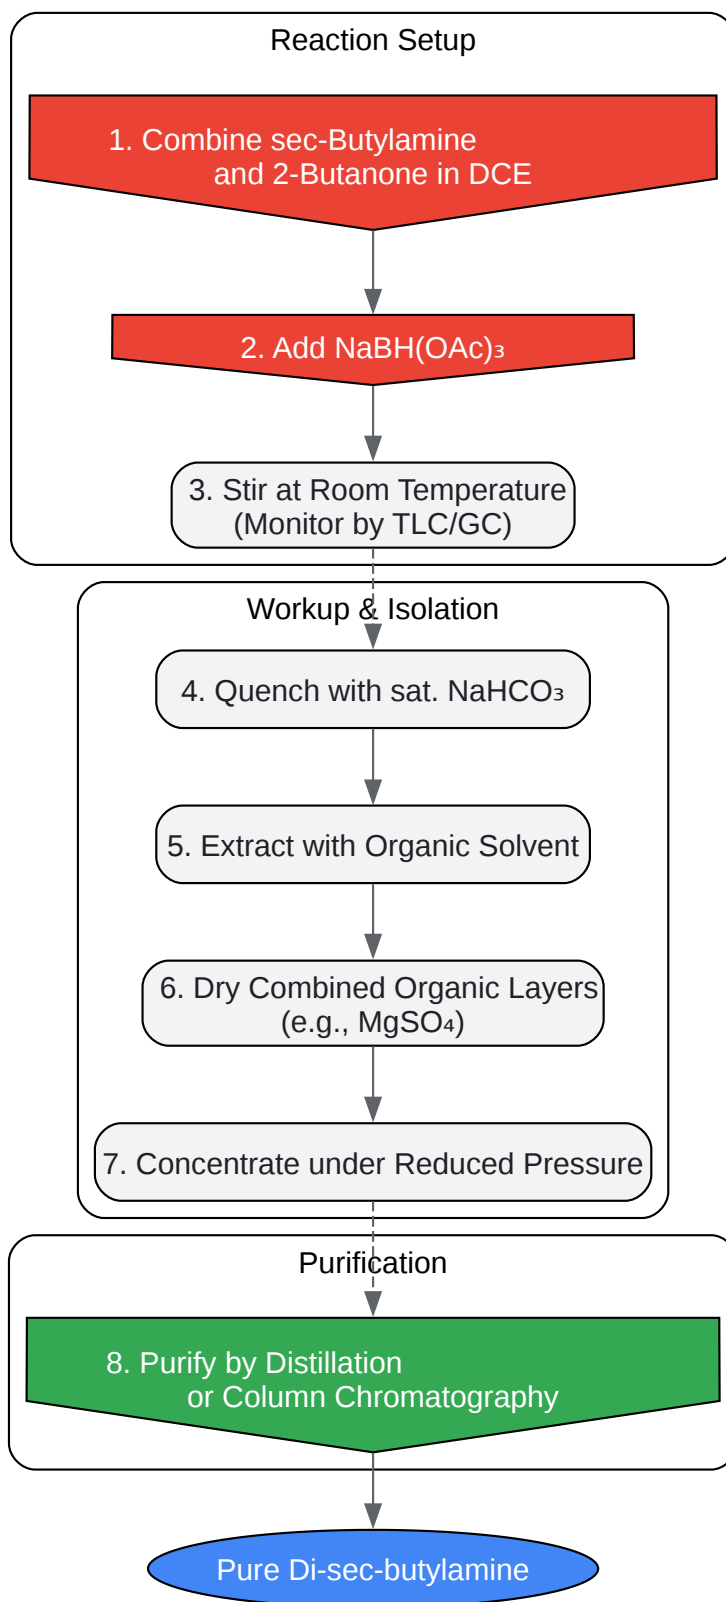 Reaction Setup
1. Combine sec-Butylamine
and 2-Butanone in DCE
2. Add NaBH(OAc)₃
3. Stir at Room Temperature
(Monitor by TLC/GC)
Workup & Isolation
4. Quench with sat. NaHCO₃
5. Extract with Organic Solvent
6. Dry Combined Organic Layers
(e.g., MgSO₄)
7. Concentrate under Reduced Pressure
Purification
8. Purify by Distillation
or Column Chromatography
Pure Di-sec-butylamine